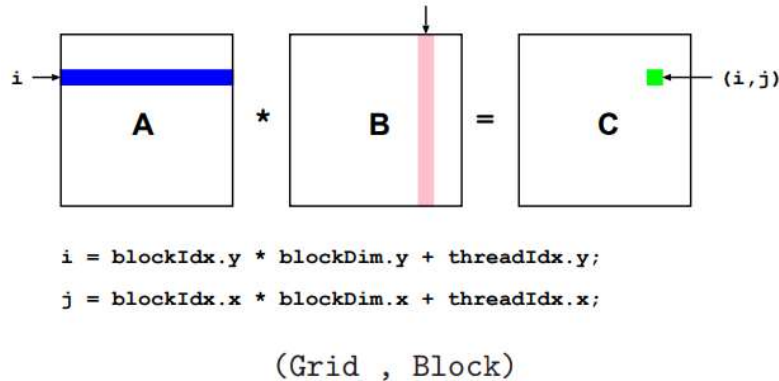 i A * B = C (i,j)
i = blockIdx.y * blockDim.y + threadIdx.y;
j = blockIdx.x * blockDim.x + threadIdx.x;
(Grid , Block)